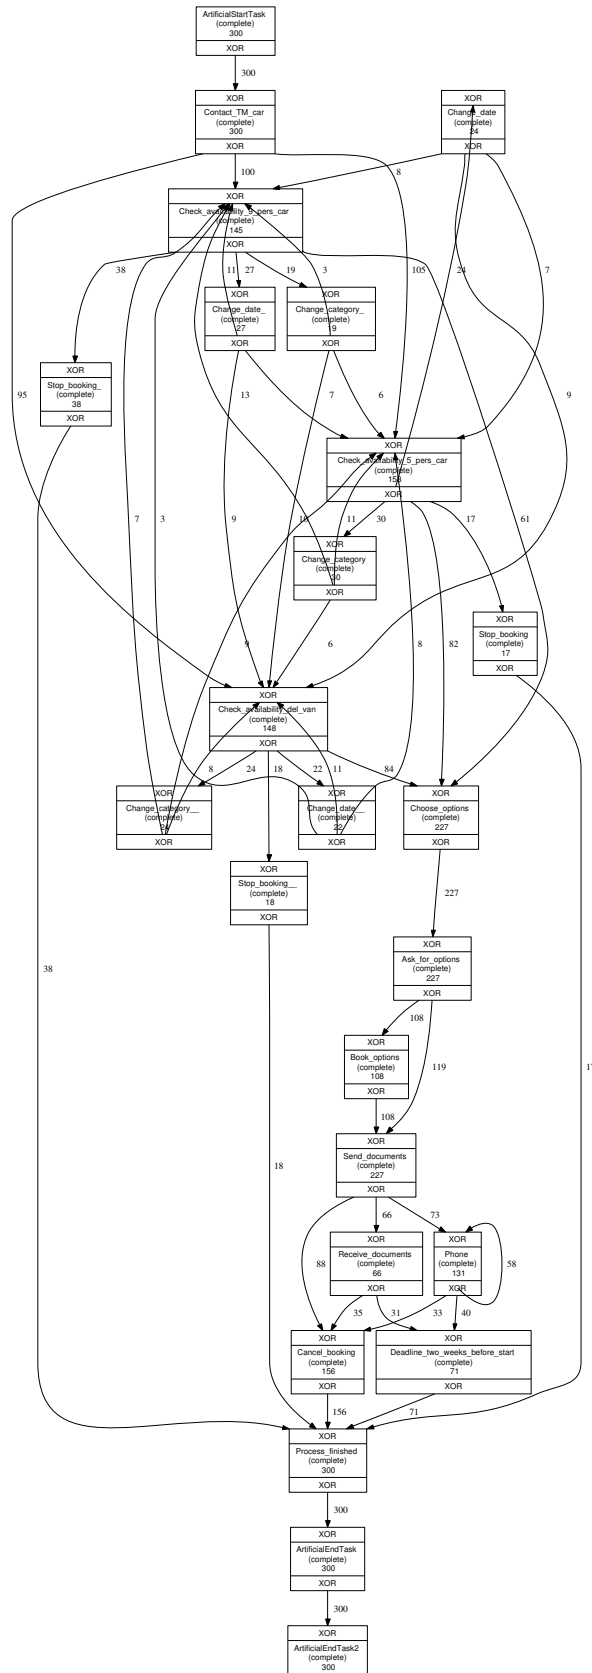 ArtificialStartTask
(complete)
300
XOR
300
XOR
Contact_TM_car
(complete)
300
XOR
XOR
Change_date
(complete)
24
XOR
100
8
XOR
Check_availability_9_pers_car
(complete)
145
XOR
38
11
27
19
3
105
24
7
XOR
Change_date_
(complete)
27
XOR
XOR
Change_category_
(complete)
19
XOR
XOR
Stop_booking_
(complete)
38
XOR
95
13
7
6
9
XOR
Check_availability_5_pers_car
(complete)
158
XOR
7
3
9
10
11
30
17
61
XOR
Change_category
(complete)
30
XOR
XOR
Stop_booking
(complete)
17
XOR
9
6
8
82
XOR
Check_availability_del_van
(complete)
148
XOR
8
24
18
22
11
84
XOR
Change_category__
(complete)
24
XOR
XOR
Change_date__
(complete)
22
XOR
XOR
Choose_options
(complete)
227
XOR
XOR
Stop_booking__
(complete)
18
XOR
227
XOR
Ask_for_options
(complete)
227
XOR
38
108
XOR
Book_options
(complete)
108
XOR
119
108
XOR
Send_documents
(complete)
227
XOR
18
66
73
XOR
Receive_documents
(complete)
66
XOR
XOR
Phone
(complete)
131
XOR
88
58
35
31
33
40
XOR
Cancel_booking
(complete)
156
XOR
XOR
Deadline_two_weeks_before_start
(complete)
71
XOR
156
71
XOR
Process_finished
(complete)
300
XOR
300
XOR
ArtificialEndTask
(complete)
300
XOR
300
XOR
ArtificialEndTask2
(complete)
300